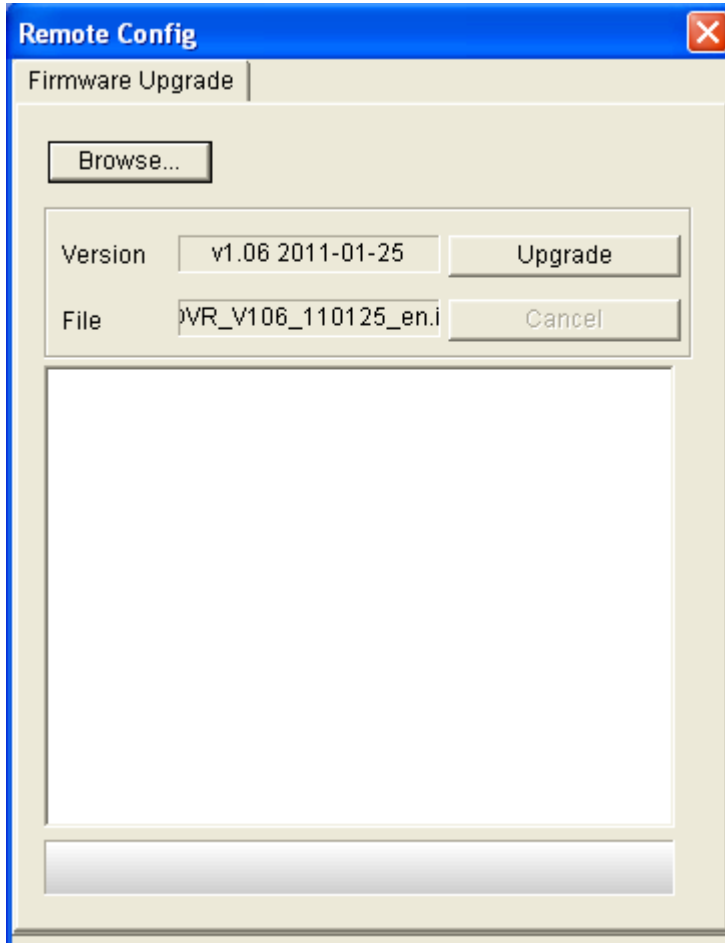 Remote Config
Firmware Upgrade
Browse...
Version v1.06 2011-01-25 Upgrade
File VR_V106_110125_en.i Cancel